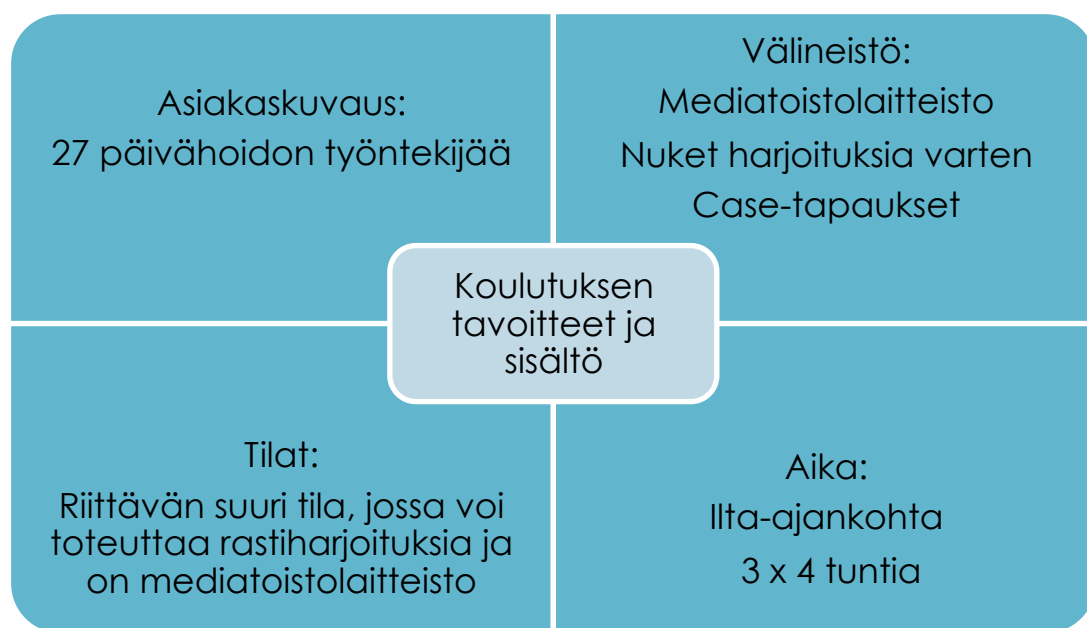 Asiakaskuvaus:
27 päivähoidon työntekijää
Välineistö:
Mediatoistolaitteisto
Nuket harjoituksia varten
Case-tapaukset
Koulutuksen
tavoitteet ja
sisältö
Tilat:
Riittävän suuri tila, jossa voi
toteuttaa rastiharjoituksia ja
on mediatoistolaitteisto
Aika:
Ilta-ajankohta
3 x 4 tuntia